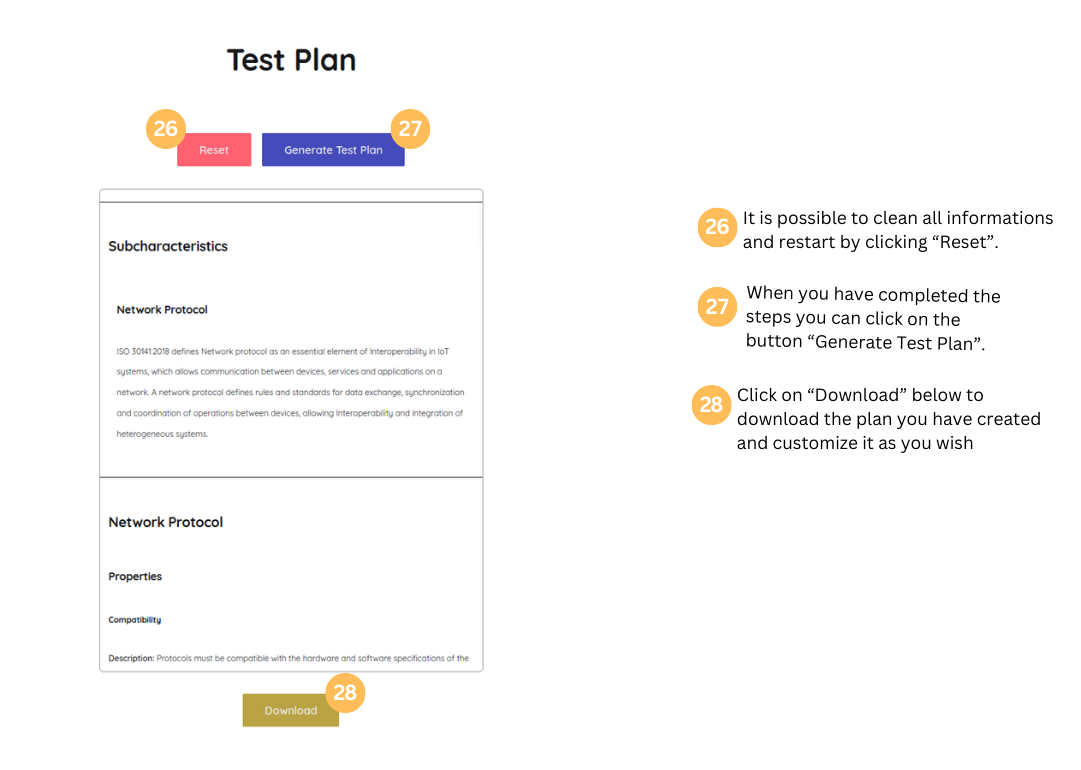 Test Plan
26
27
Reset
Generate Test Plan
Subcharacteristics
Network Protocol
ISO 30141:2018 defines Network protocol as an essential element of Interoperability in IoT
systems, which allows communication between devices, services and applications on a
network. A network protocol defines rules and standards for data exchange, synchronization
and coordination of operations between devices, allowing Interoperability and integration of
heterogeneous systems.
Network Protocol
Properties
Compatibility
Description: Protocols must be compatible with the hardware and software specifications of the
28
Download
26
It is possible to clean all informations
and restart by clicking “Reset”.
27
When you have completed the
steps you can click on the
button “Generate Test Plan”.
28
Click on “Download” below to
download the plan you have created
and customize it as you wish